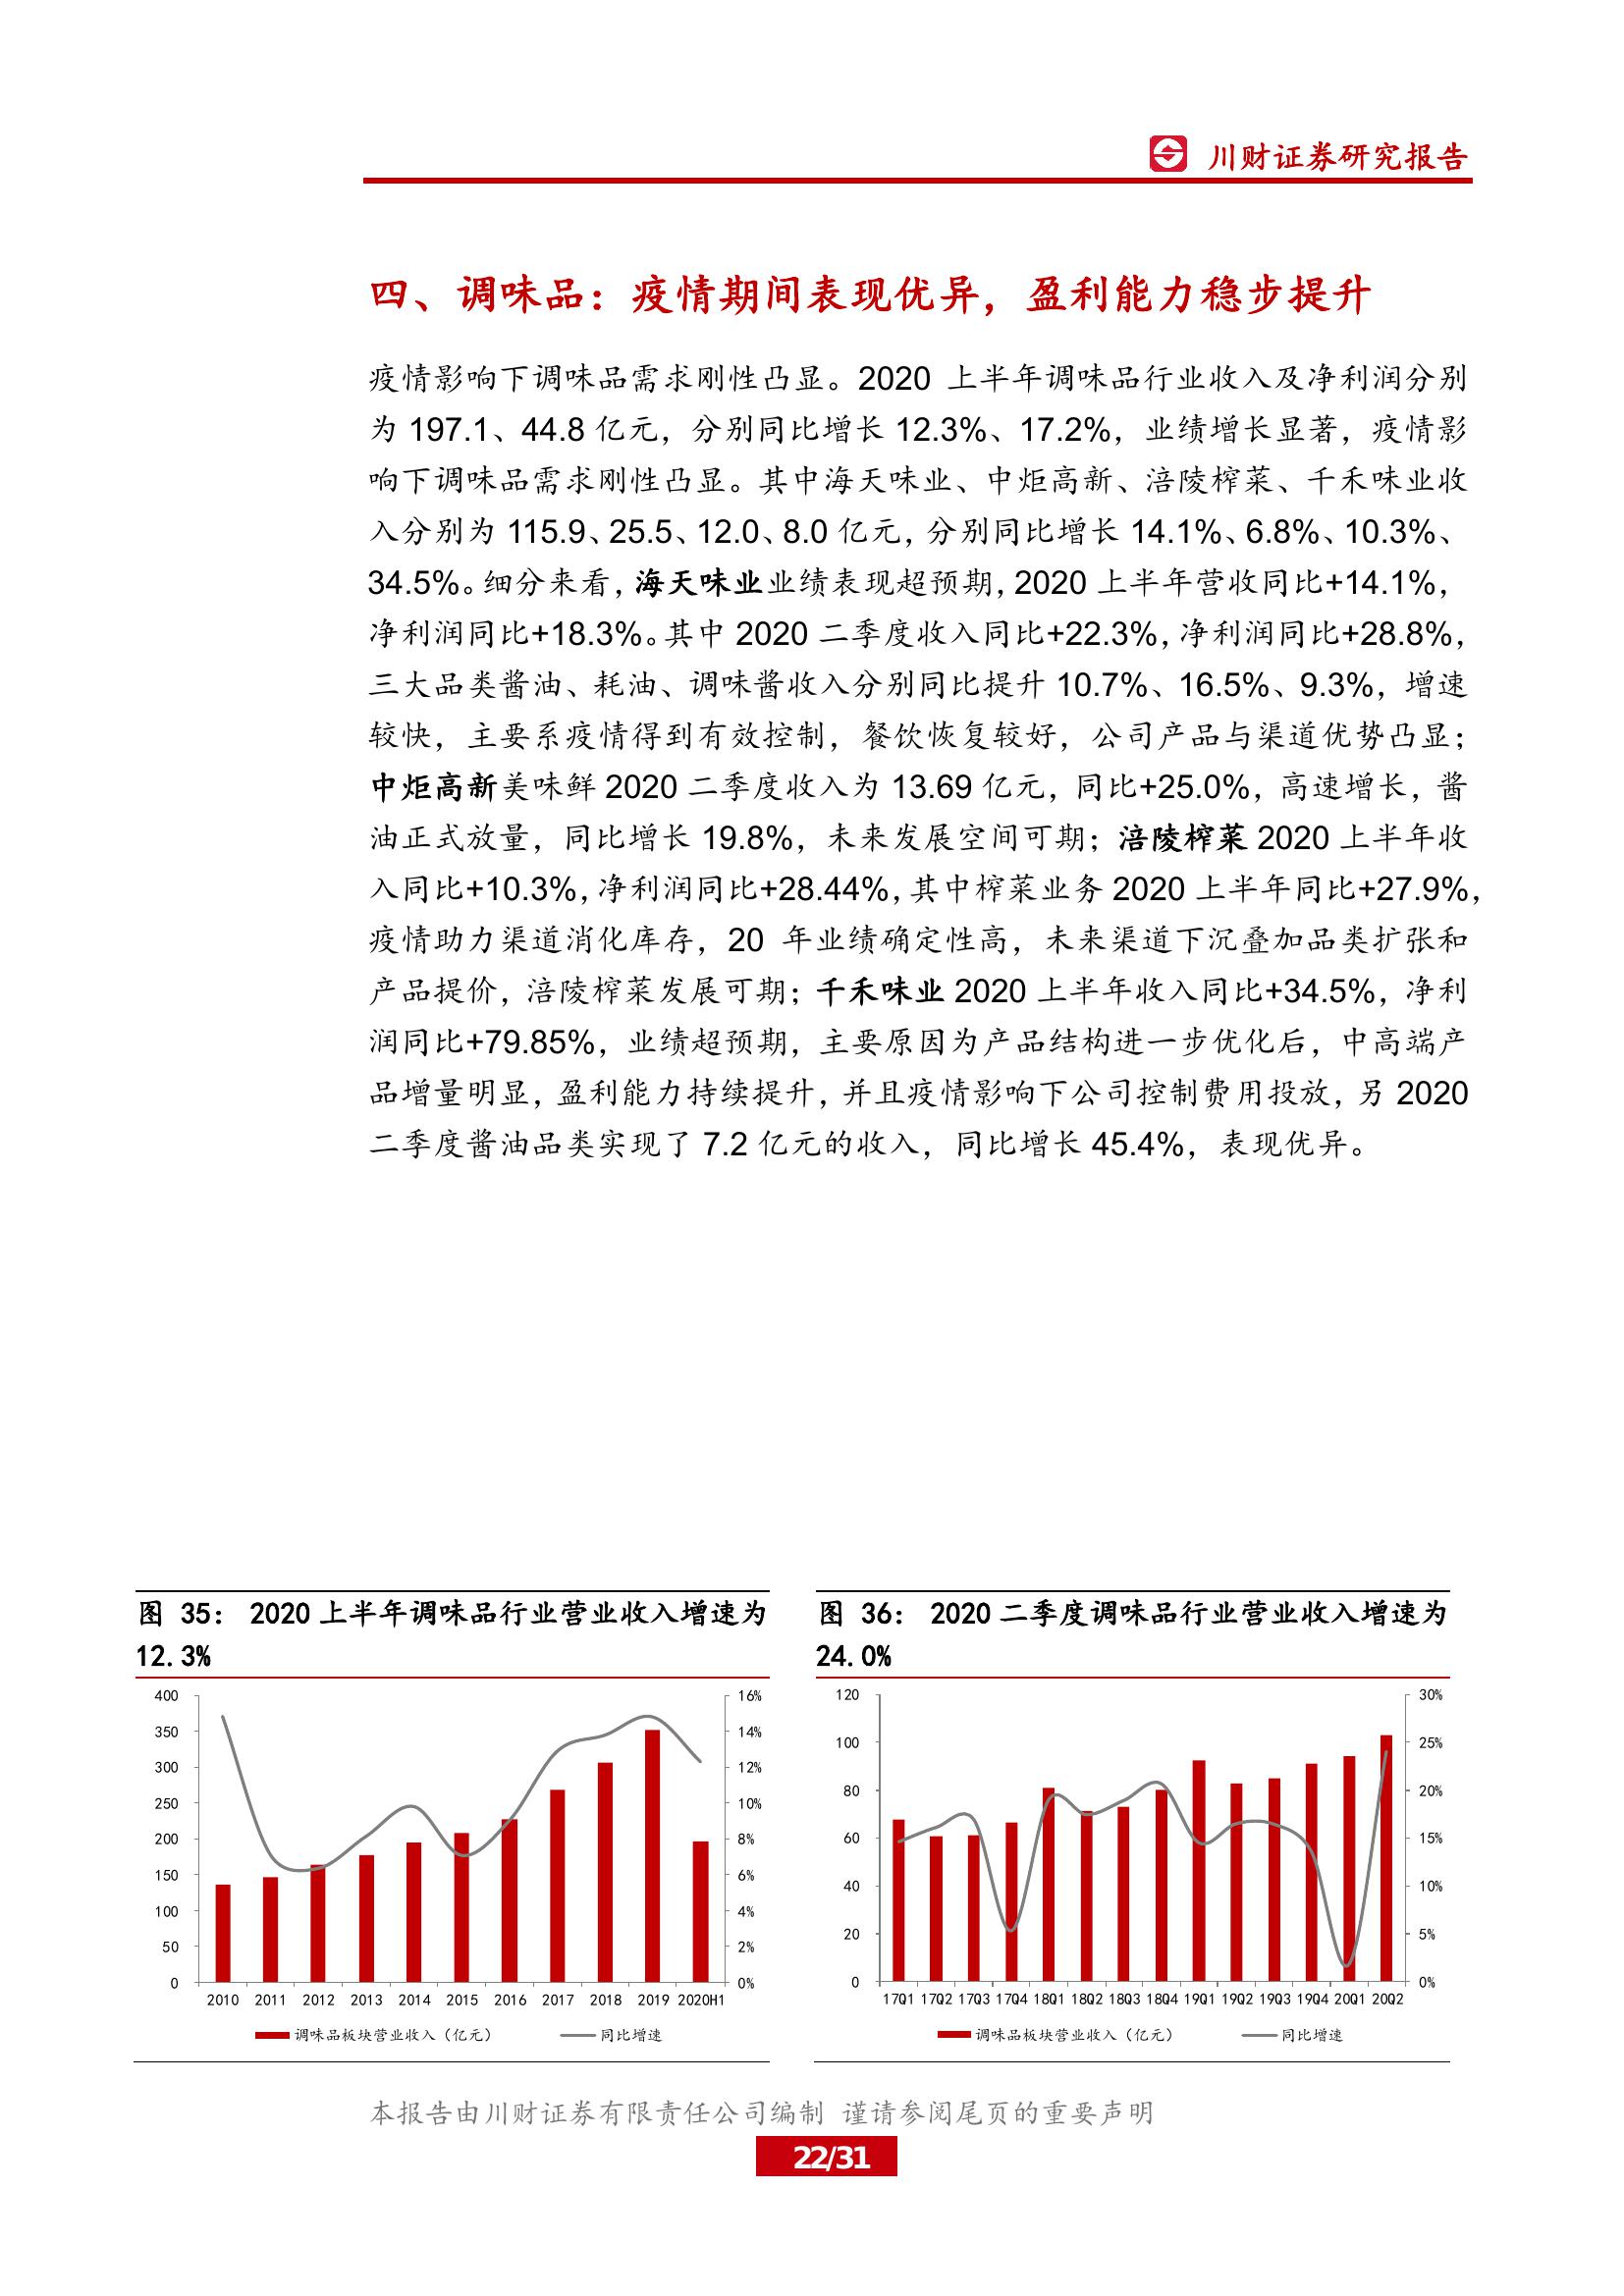 川财证券研究报告
四、调味品：疫情期间表现优异，盈利能力稳步提升
疫情影响下调味品需求刚性凸显。2020 上半年调味品行业收入及净利润分别
为 197.1、44.8 亿元，分别同比增长 12.3%、17.2%，业绩增长显著，疫情影
响下调味品需求刚性凸显。其中海天味业、中炬高新、涪陵榨菜、千禾味业收
入分别为 115.9、25.5、12.0、8.0 亿元，分别同比增长 14.1%、6.8%、10.3%、
34.5%。细分来看，海天味业业绩表现超预期，2020 上半年营收同比+14.1%，
净利润同比+18.3%。其中 2020 二季度收入同比+22.3%，净利润同比+28.8%，
三大品类酱油、耗油、调味酱收入分别同比提升 10.7%、16.5%、9.3%，增速
较快，主要系疫情得到有效控制，餐饮恢复较好，公司产品与渠道优势凸显；
中炬高新美味鲜 2020 二季度收入为 13.69 亿元，同比+25.0%，高速增长，酱
油正式放量，同比增长 19.8%，未来发展空间可期；涪陵榨菜 2020 上半年收
入同比+10.3%，净利润同比+28.44%，其中榨菜业务 2020 上半年同比+27.9%，
疫情助力渠道消化库存，20 年业绩确定性高，未来渠道下沉叠加品类扩张和
产品提价，涪陵榨菜发展可期；千禾味业 2020 上半年收入同比+34.5%，净利
润同比+79.85%，业绩超预期，主要原因为产品结构进一步优化后，中高端产
品增量明显，盈利能力持续提升，并且疫情影响下公司控制费用投放，另 2020
二季度酱油品类实现了 7.2 亿元的收入，同比增长 45.4%，表现优异。
图 35： 2020 上半年调味品行业营业收入增速为
12.3%
400
350
300
250
200
150
100
50
0
16%
14%
12%
10%
8%
6%
4%
2%
0%
2010 2011 2012 2013 2014 2015 2016 2017 2018 2019 2020H1
调味品板块营业收入（亿元） 同比增速
图 36： 2020 二季度调味品行业营业收入增速为
24.0%
120
100
80
60
40
20
0
30%
25%
20%
15%
10%
5%
0%
17Q1 17Q2 17Q3 17Q4 18Q1 18Q2 18Q3 18Q4 19Q1 19Q2 19Q3 19Q4 20Q1 20Q2
调味品板块营业收入（亿元） 同比增速
本报告由川财证券有限责任公司编制 谨请参阅尾页的重要声明
22/31